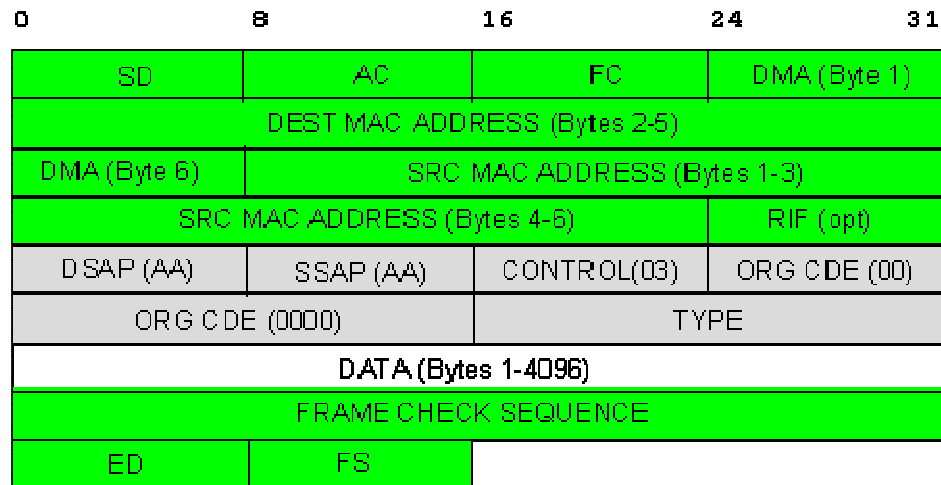 0 8 16 24 31
SD AC FC DMA (Byte 1)
DEST MAC ADDRESS (Bytes 2-5)
DMA (Byte 6) SRC MAC ADDRESS (Bytes 1-3)
SRC MAC ADDRESS (Bytes 4-6) RIF (opt)
DSAP (AA) SSAP (AA) CONTROL(03) ORG CDE (00)
ORG CDE (0000) TYPE
DATA (Bytes 1-4096)
FRAME CHECK SEQUENCE
ED FS